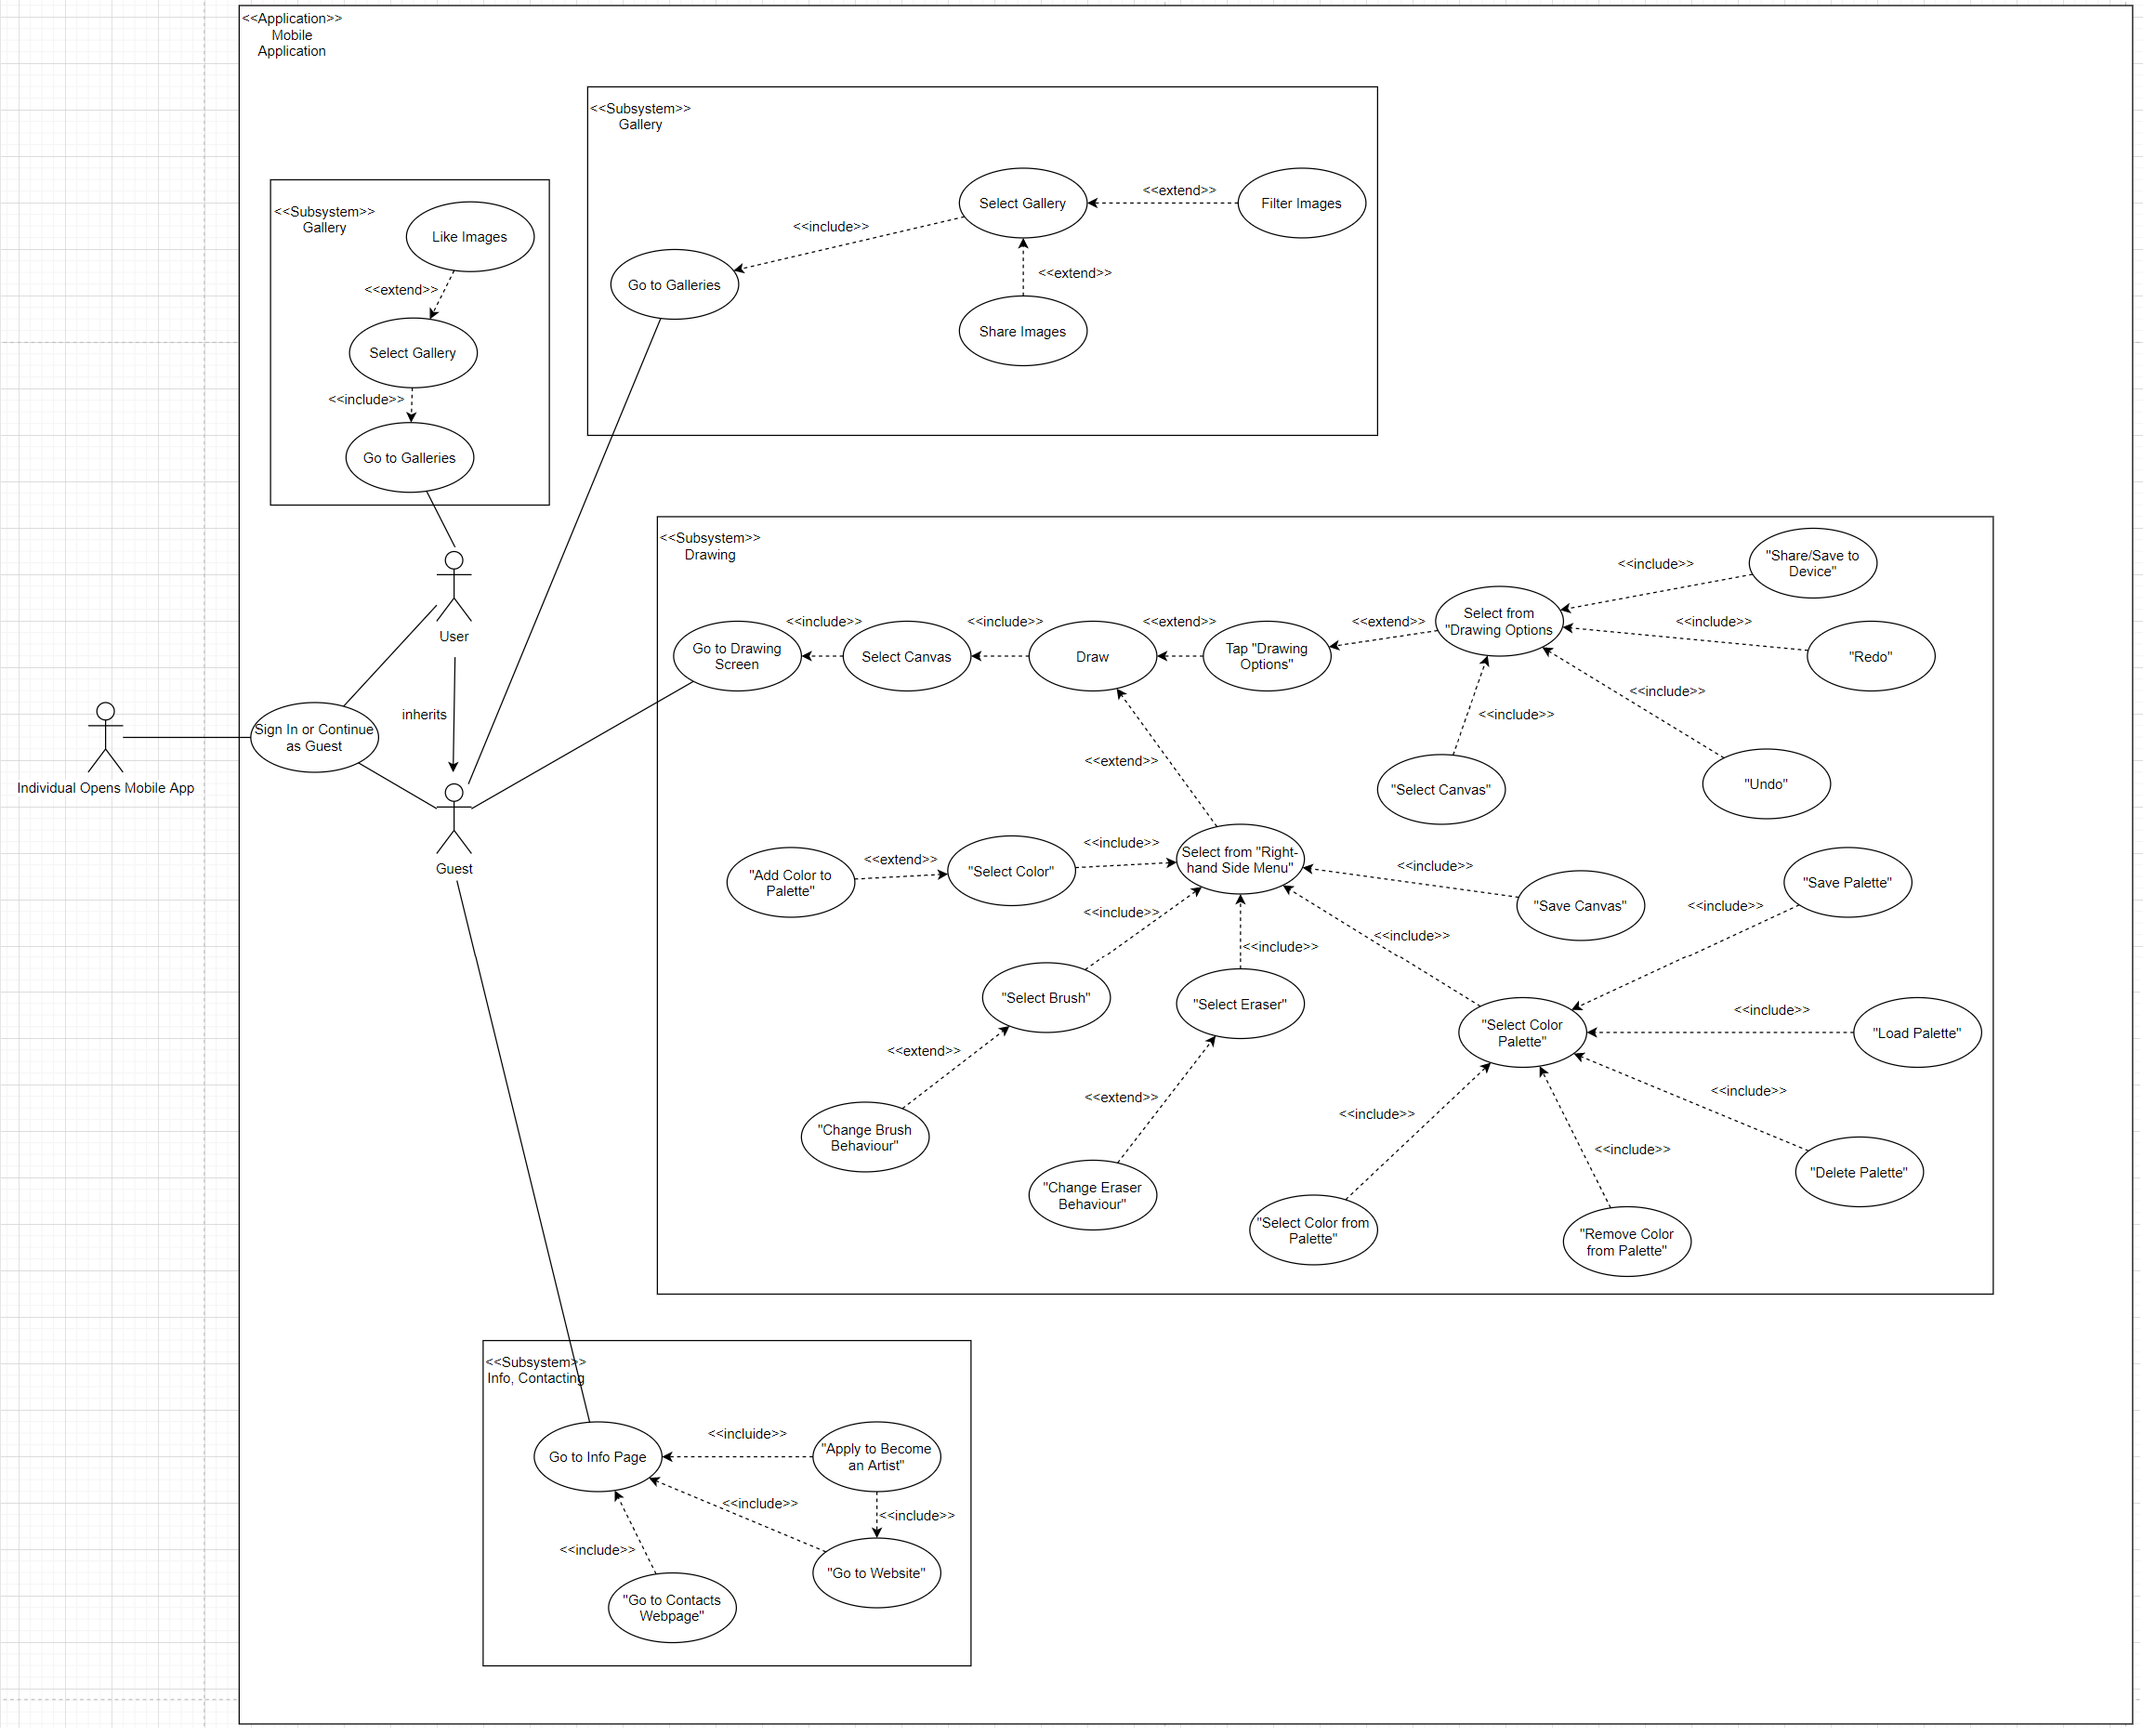 <<Application>>
Mobile
Application
<<Subsystem>>
Gallery
Like Images
<<extend>>
Select Gallery
<<include>>
Go to Galleries
<<Subsystem>>
Gallery
Select Gallery
<<extend>>
Filter Images
<<include>>
Go to Galleries
<<extend>>
Share Images
User
inherits
Sign In or Continue
as Guest
Individual Opens Mobile App
Guest
<<Subsystem>>
Drawing
Go to Drawing
Screen
<<include>>
Select Canvas
<<include>>
Draw
<<extend>>
Tap "Drawing
Options"
<<extend>>
Select from
"Drawing Options
<<include>>
"Share/Save to
Device"
<<include>>
"Redo"
<<include>>
"Undo"
<<include>>
"Select Canvas"
<<extend>>
"Add Color to
Palette"
<<extend>>
"Select Color"
<<include>>
Select from "Right-
hand Side Menu"
<<include>>
"Save Canvas"
<<include>>
"Select Brush"
<<include>>
"Select Eraser"
<<include>>
"Select Color
Palette"
<<include>>
"Save Palette"
<<include>>
"Load Palette"
<<include>>
"Delete Palette"
<<extend>>
"Change Brush
Behaviour"
<<extend>>
"Change Eraser
Behaviour"
<<include>>
"Select Color from
Palette"
<<include>>
"Remove Color
from Palette"
<<Subsystem>>
Info, Contacting
Go to Info Page
<<incluide>>
"Apply to Become
an Artist"
<<include>>
<<include>>
"Go to Website"
<<include>>
"Go to Contacts
Webpage"